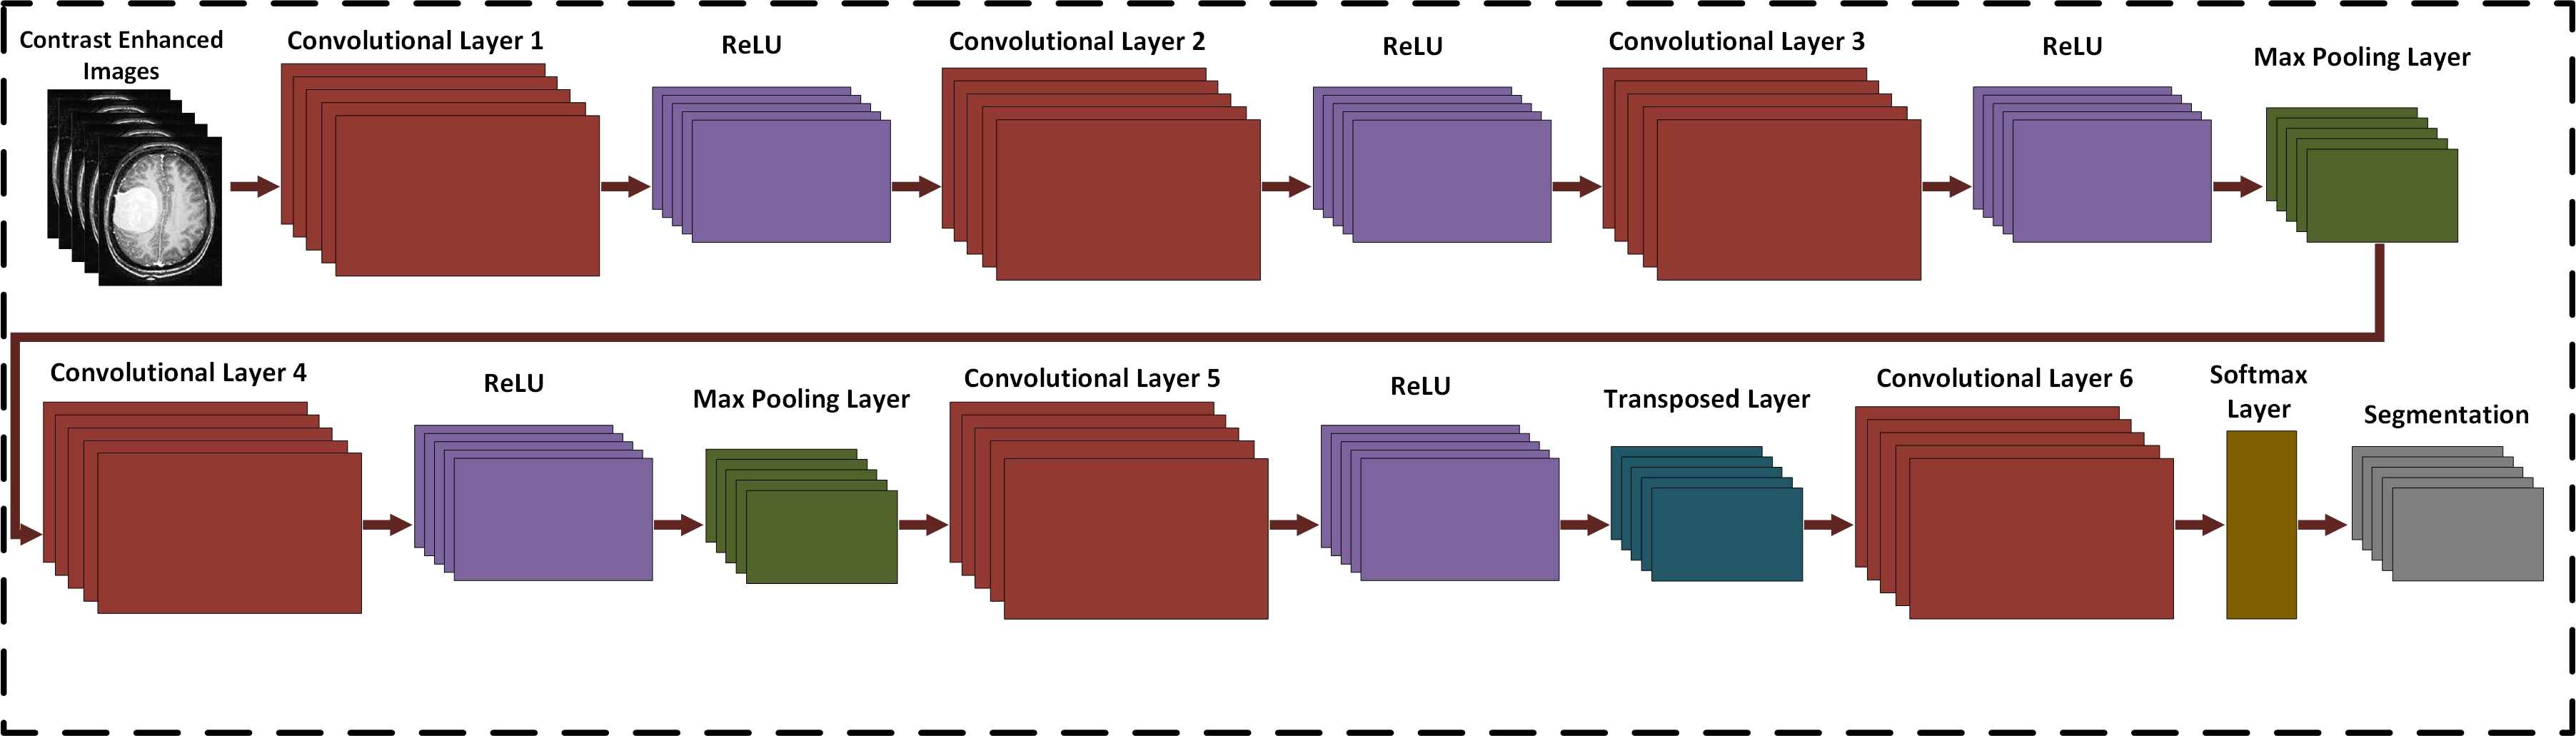 Contrast Enhanced
Images
Convolutional Layer 1
ReLU
Convolutional Layer 2
ReLU
Convolutional Layer 3
ReLU
Max Pooling Layer
Convolutional Layer 4
ReLU
Max Pooling Layer
Convolutional Layer 5
ReLU
Transposed Layer
Convolutional Layer 6
Softmax
Layer
Segmentation